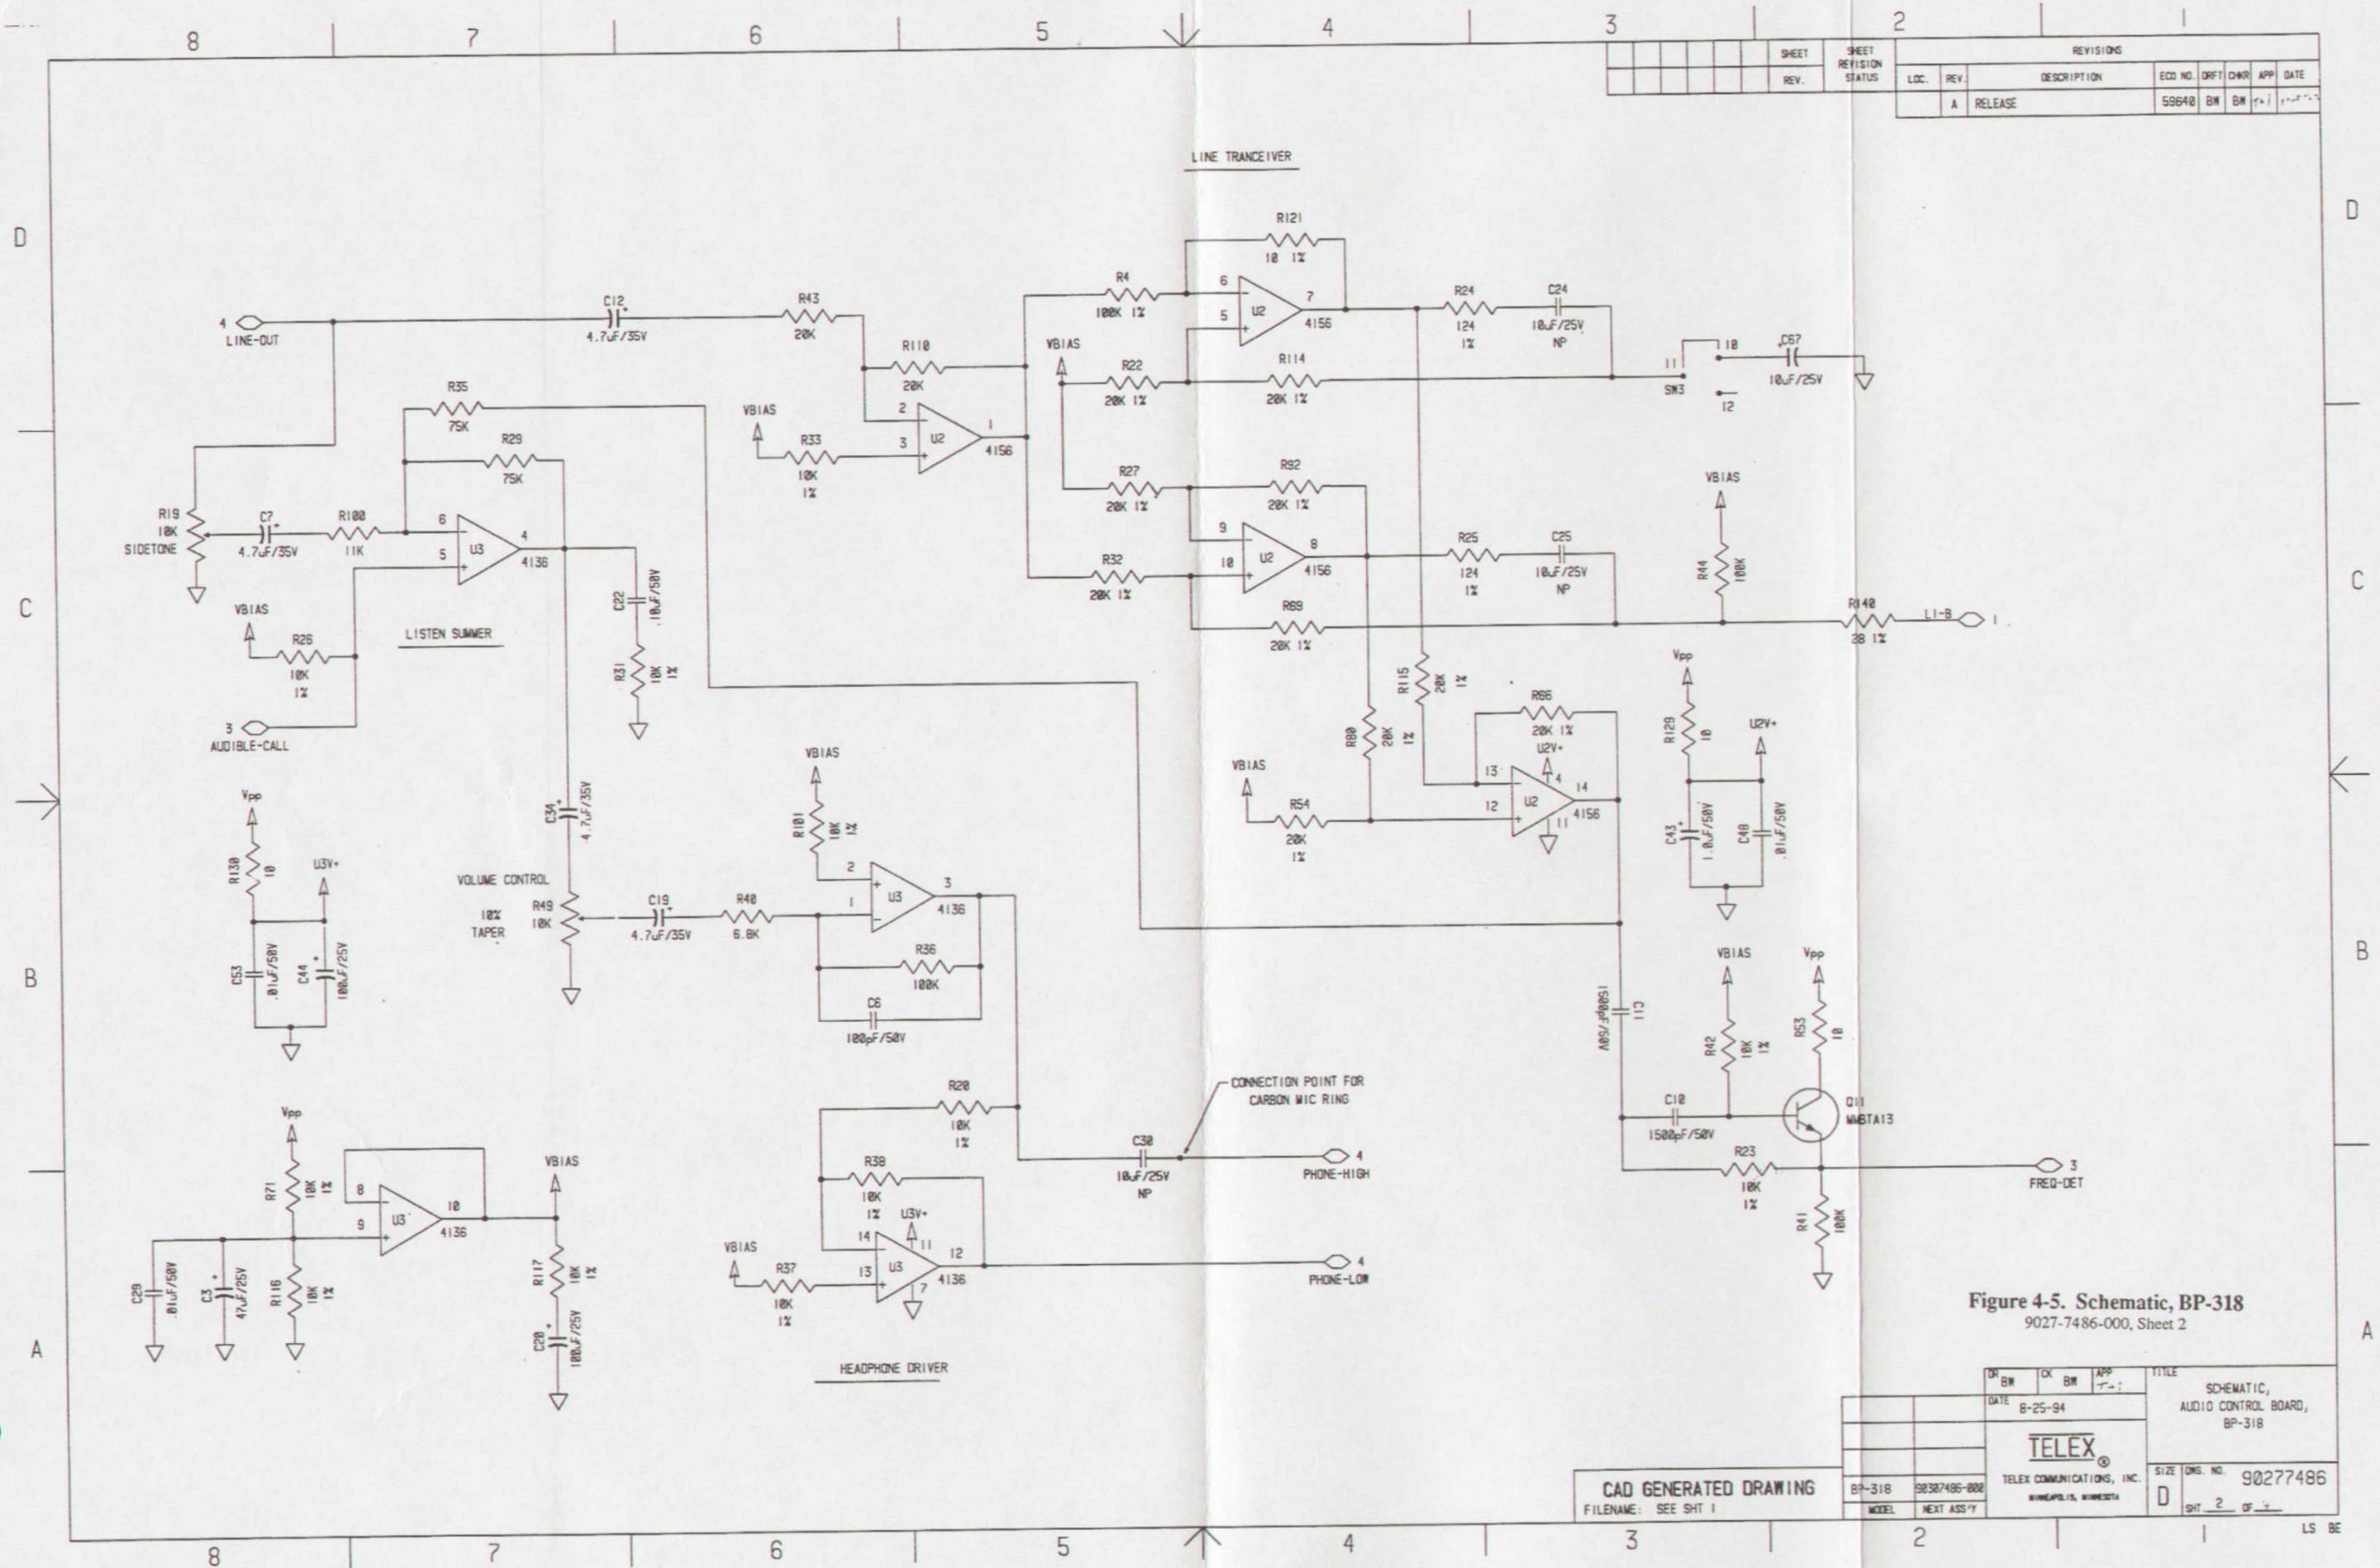 8 7 6 5 4 3 2 1
SHEET
REV.
SHEET
REVISION
STATUS
REVISIONS
LOC. REV. DESCRIPTION ECO NO. DRFT CHKR APP DATE
A RELEASE 59640 BW BW
D
D
LINE TRANCEIVER
R121
10 1%
6
5
7
U2
4156
R4
100K 1%
R24
124
1%
C24
10uF/25V
NP
C12
+
4.7uF/35V
R43
20K
4
LINE-OUT
R110
20K
VBIAS
R22
20K 1%
R114
20K 1%
11
SW3
10
12
C67
+
10uF/25V
R35
75K
R29
75K
VBIAS
R33
10K
1%
2
3
U2
1
4156
R27
20K 1%
R92
20K 1%
VBIAS
R44
100K
R19
10K
SIDETONE
C7
+
4.7uF/35V
R100
11K
6
5
U3
4
4136
9
10
U2
8
4156
R25
124
1%
C25
10uF/25V
NP
R32
20K 1%
R69
20K 1%
C
C
C22
.10uF/50V
R31
10K
1%
VBIAS
R26
10K
1%
LISTEN SUMMER
3
AUDIBLE-CALL
R140
28 1%
L1-B
1
R115
20K
1%
R80
20K
1%
R66
20K 1%
U2V+
4
13
12
U2
14
4156
11
VBIAS
R54
20K
1%
Vpp
R129
10
U2V+
C43
+
1.0uF/50V
C48
.01uF/50V
Vpp
R130
10
U3V+
C53
.01uF/50V
C44
+
100uF/25V
C34
+
4.7uF/35V
VOLUME CONTROL
10%
TAPER
R49
10K
C19
+
4.7uF/35V
R40
6.8K
VBIAS
R101
10K
1%
2
1
U3
3
4136
R36
100K
C6
100pF/50V
B
B
C11
1500pF/50V
VBIAS
R42
10K
1%
Vpp
R53
10
C10
1500pF/50V
Q11
MMBTA13
R23
10K
1%
R41
100K
3
FREQ-DET
CONNECTION POINT FOR
CARBON MIC RING
R20
10K
1%
C30
10uF/25V
NP
4
PHONE-HIGH
R38
10K
1%
U3V+
11
14
13
U3
12
4136
7
4
PHONE-LOW
VBIAS
R37
10K
1%
Vpp
R71
10K
1%
8
9
U3
10
4136
VBIAS
R117
10K
1%
C20
+
100uF/25V
C29
.01uF/50V
C3
+
47uF/25V
R116
10K
1%
HEADPHONE DRIVER
A
A
Figure 4-5. Schematic, BP-318
9027-7486-000, Sheet 2
DR BW CK BW APP
DATE 8-25-94
TITLE
SCHEMATIC,
AUDIO CONTROL BOARD,
BP-318
TELEX®
TELEX COMMUNICATIONS, INC.
MINNEAPOLIS, MINNESOTA
SIZE D
DWG. NO. 90277486
SHT 2 OF
CAD GENERATED DRAWING
FILENAME: SEE SHT 1
BP-318 90307486-000
MODEL NEXT ASS'Y
LS BE
8 7 6 5 4 3 2 1